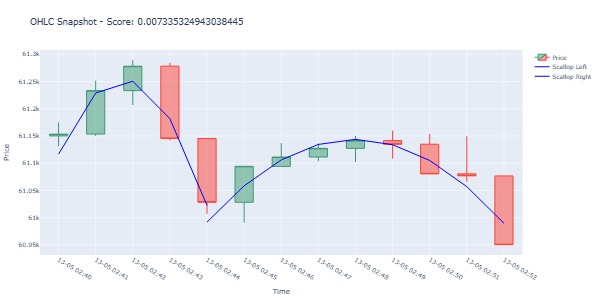 OHLC Snapshot - Score: 0.007335324943038445
61.3k
61.25k
61.2k
61.15k
61.1k
61.05k
61k
60.95k
Price
13-05 02:40
13-05 02:41
13-05 02:42
13-05 02:43
13-05 02:44
13-05 02:45
13-05 02:46
13-05 02:47
13-05 02:48
13-05 02:49
13-05 02:50
13-05 02:51
13-05 02:52
Time
Price
Scallop Left
Scallop Right